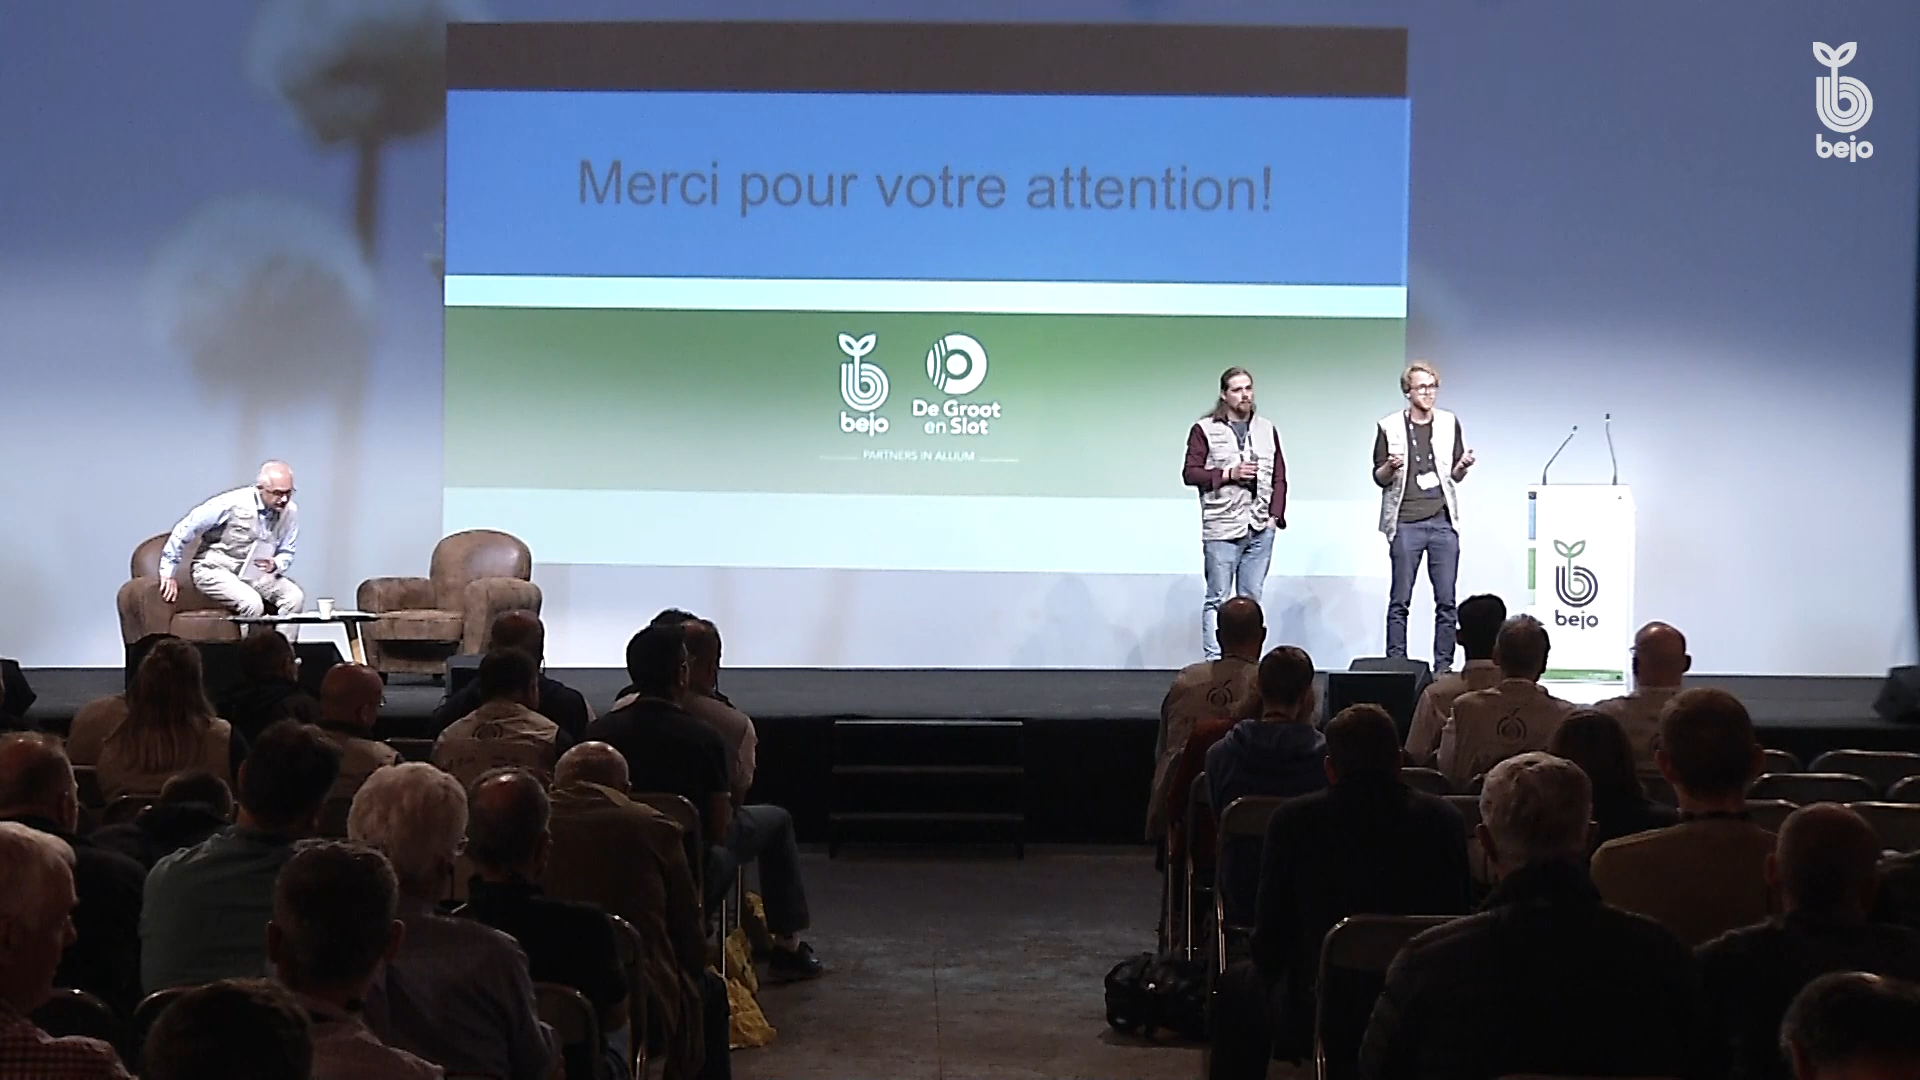 bejo
Merci pour votre attention!
bejo
De Groot
en Slot
PARTNERS IN ALLIUM
bejo